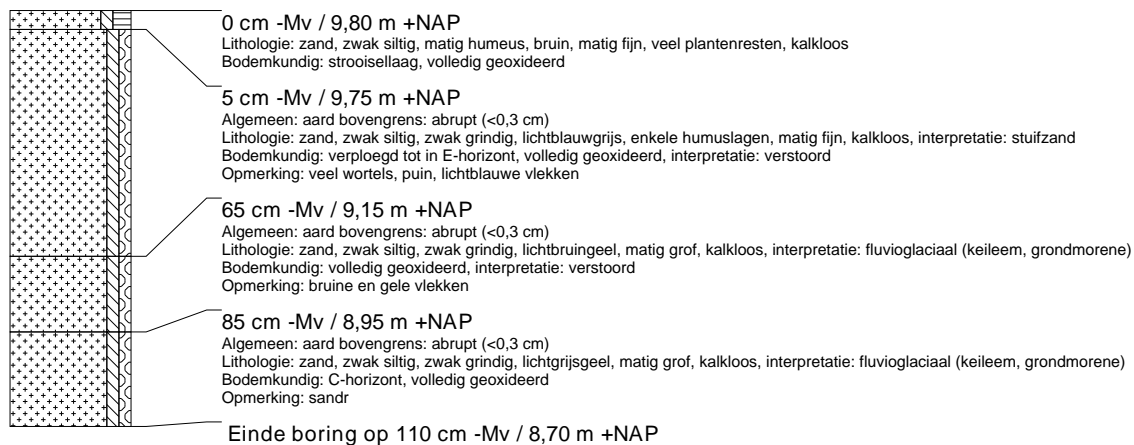 0 cm -Mv / 9,80 m +NAP
Lithologie: zand, zwak siltig, matig humeus, bruin, matig fijn, veel plantenresten, kalkloos
Bodemkundig: strooisellaag, volledig geoxideerd
5 cm -Mv / 9,75 m +NAP
Algemeen: aard bovengrens: abrupt (<0,3 cm)
Lithologie: zand, zwak siltig, zwak grindig, lichtblauwgrijs, enkele humuslagen, matig fijn, kalkloos, interpretatie: stuifzand
Bodemkundig: verploegd tot in E-horizont, volledig geoxideerd, interpretatie: verstoord
Opmerking: veel wortels, puin, lichtblauwe vlekken
65 cm -Mv / 9,15 m +NAP
Algemeen: aard bovengrens: abrupt (<0,3 cm)
Lithologie: zand, zwak siltig, zwak grindig, lichtbruingeel, matig grof, kalkloos, interpretatie: fluvioglaciaal (keileem, grondmorene)
Bodemkundig: volledig geoxideerd, interpretatie: verstoord
Opmerking: bruine en gele vlekken
85 cm -Mv / 8,95 m +NAP
Algemeen: aard bovengrens: abrupt (<0,3 cm)
Lithologie: zand, zwak siltig, zwak grindig, lichtgrijsgeel, matig grof, kalkloos, interpretatie: fluvioglaciaal (keileem, grondmorene)
Bodemkundig: C-horizont, volledig geoxideerd
Opmerking: sandr
Einde boring op 110 cm -Mv / 8,70 m +NAP